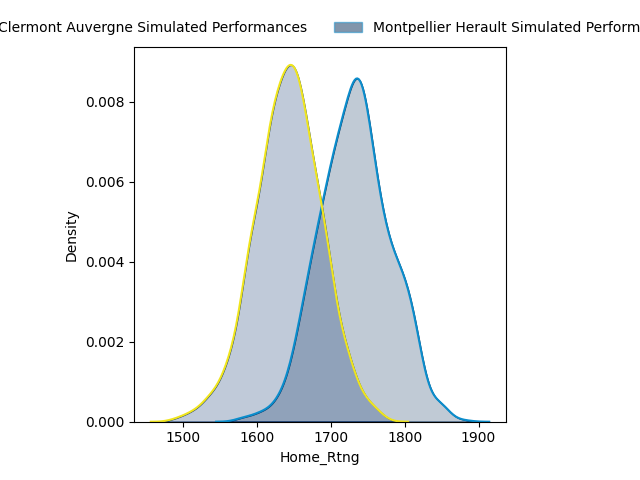 Clermont Auvergne Simulated Performances
Montpellier Herault Simulated Perform
0.008
0.006
0.004
0.002
0.000
Density
1500 1600 1700 1800 1900
Home_Rtng